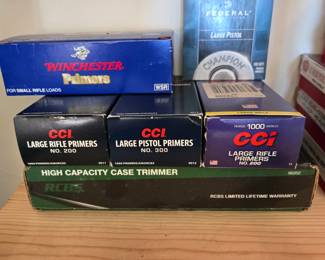 WINCHESTER
Primers
FOR SMALL RIFLE LOADS
WSR
FEDERAL
LARGE PISTOL
CHAMPION
CCI
LARGE RIFLE PRIMERS
NO. 200
CCI
LARGE PISTOL PRIMERS
NO. 300
1000
CCI
LARGE RIFLE
PRIMERS
NO. 200
HIGH CAPACITY CASE TRIMMER
RCBS
RCBS LIMITED LIFETIME WARRANTY